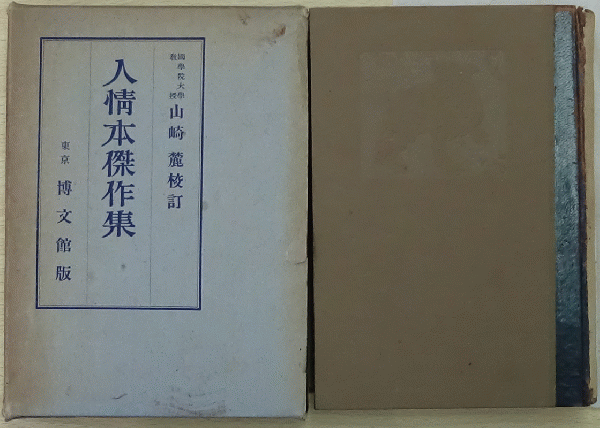 國學院大學
教授
山崎麓校訂
人情本傑作集
東京 博文館版